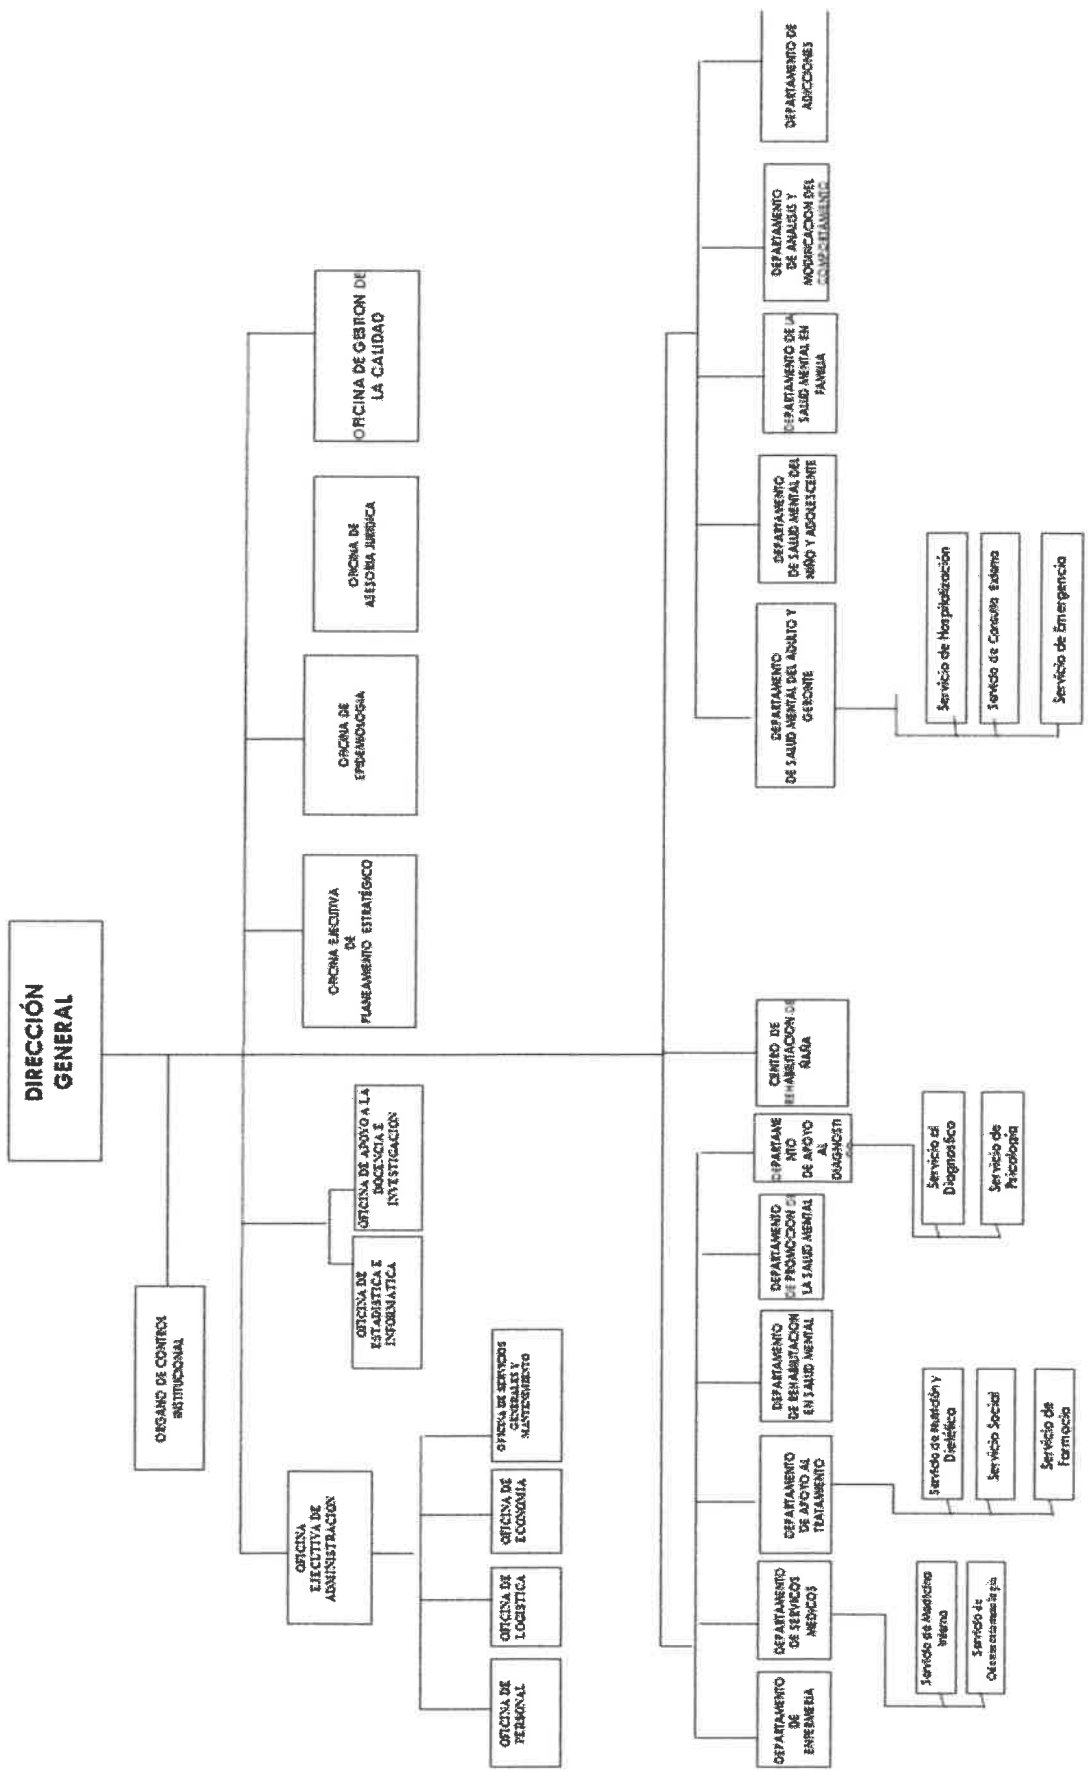 DIRECCIÓN
GENERAL
ORGANO DE CONTROL
INSTITUCIONAL
OFICINA
EJECUTIVA DE
ADMINISTRACION
OFICINA DE
PERSONAL
OFICINA DE
LOGISTICA
OFICINA DE
ECONOMIA
OFICINA DE SERVICIOS
GENERALES Y
MANTENIMIENTO
OFICINA DE
ESTADISTICA E
INFORMATICA
OFICINA DE APOYO A LA
DOCENCIA E
INVESTIGACION
OFICINA EJECUTIVA
DE
PLANEAMIENTO ESTRATÉGICO
OFICINA DE
EPIDEMIOLOGIA
OFICINA DE
ASESORIA JURIDICA
OFICINA DE GESTION DE
LA CALIDAD
DEPARTAMENTO
DE
ENFERMERIA
DEPARTAMENTO
DE SERVICIOS
MEDICOS
Servicio de Medicina
Interna
Servicio de
DEPARTAMENTO
DE APOYO AL
TRATAMIENTO
Servicio de Nutrición y
Dietética
Servicio Social
Servicio de
Farmacia
DEPARTAMENTO
DE REHABILITACION
EN SALUD MENTAL
DEPARTAMENTO
DE PROMOCION DE
LA SALUD MENTAL
DEPARTAME
NTO
DE APOYO
AL
DIAGNOSTI
Servicio al
Diagnostico
Servicio de
Psicología
CENTRO DE
REHABILITACION DE
ÑAÑA
DEPARTAMENTO
DE SALUD MENTAL DEL ADULTO Y
GERONTE
Servicio de Hospitalización
Servicio de Consulta Externa
Servicio de Emergencia
DEPARTAMENTO
DE SALUD MENTAL DEL
NIÑO Y ADOLESCENTE
DEPARTAMENTO DE LA
SALUD MENTAL EN
FAMILIA
DEPARTAMENTO
DE ANALISIS Y
MODIFICACION DEL
COMPORTAMIENTO
DEPARTAMENTO DE
ADICCIONES